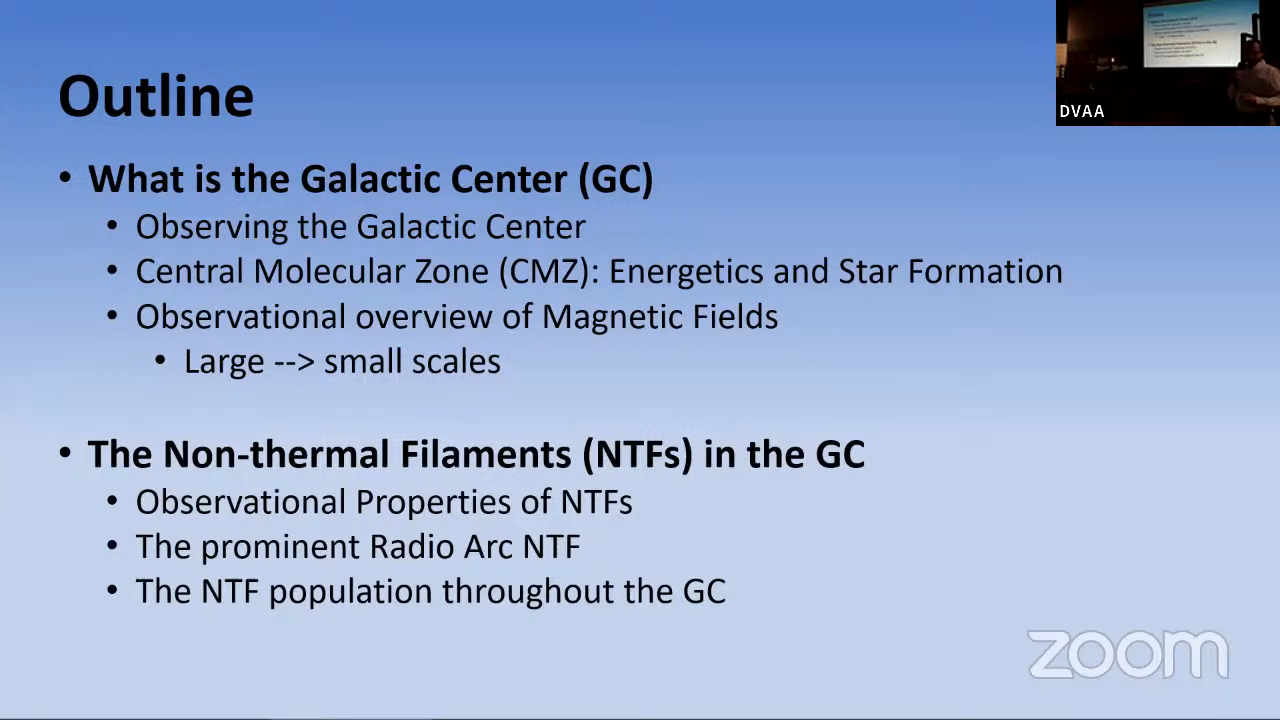 Outline
• What is the Galactic Center (GC)
• Observing the Galactic Center
• Central Molecular Zone (CMZ): Energetics and Star Formation
• Observational overview of Magnetic Fields
• Large --> small scales
• The Non-thermal Filaments (NTFs) in the GC
• Observational Properties of NTFs
• The prominent Radio Arc NTF
• The NTF population throughout the GC
DVAA
zoom